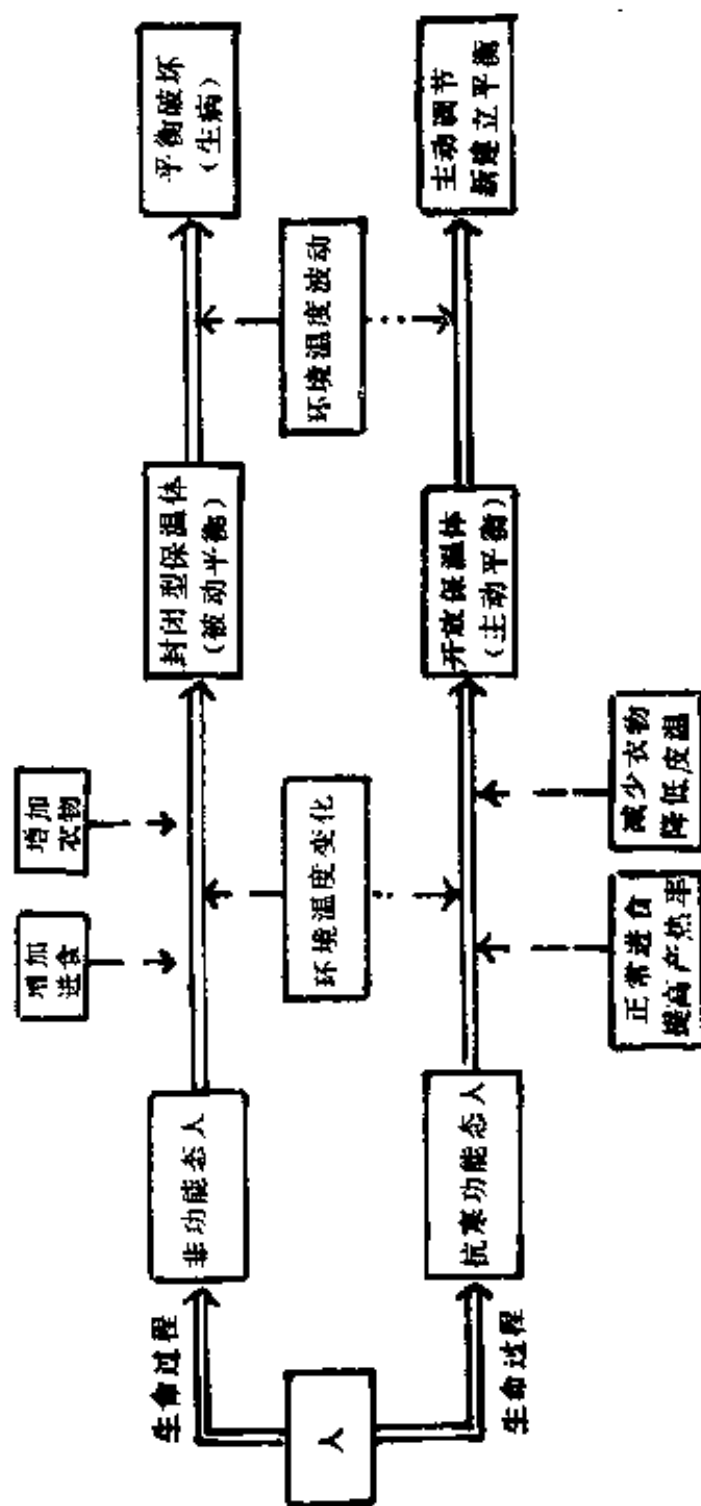 人
生命过程
生命过程
非功能态人
抗寒功能态人
增加
进食
增加
衣物
环境温度变化
正常进食
提高产热率
减少衣物
降低度温
封闭型保温体
（被动平衡）
开放保温体
（主动平衡）
环境温度波动
平衡破坏
（生病）
主动调节
新建立平衡